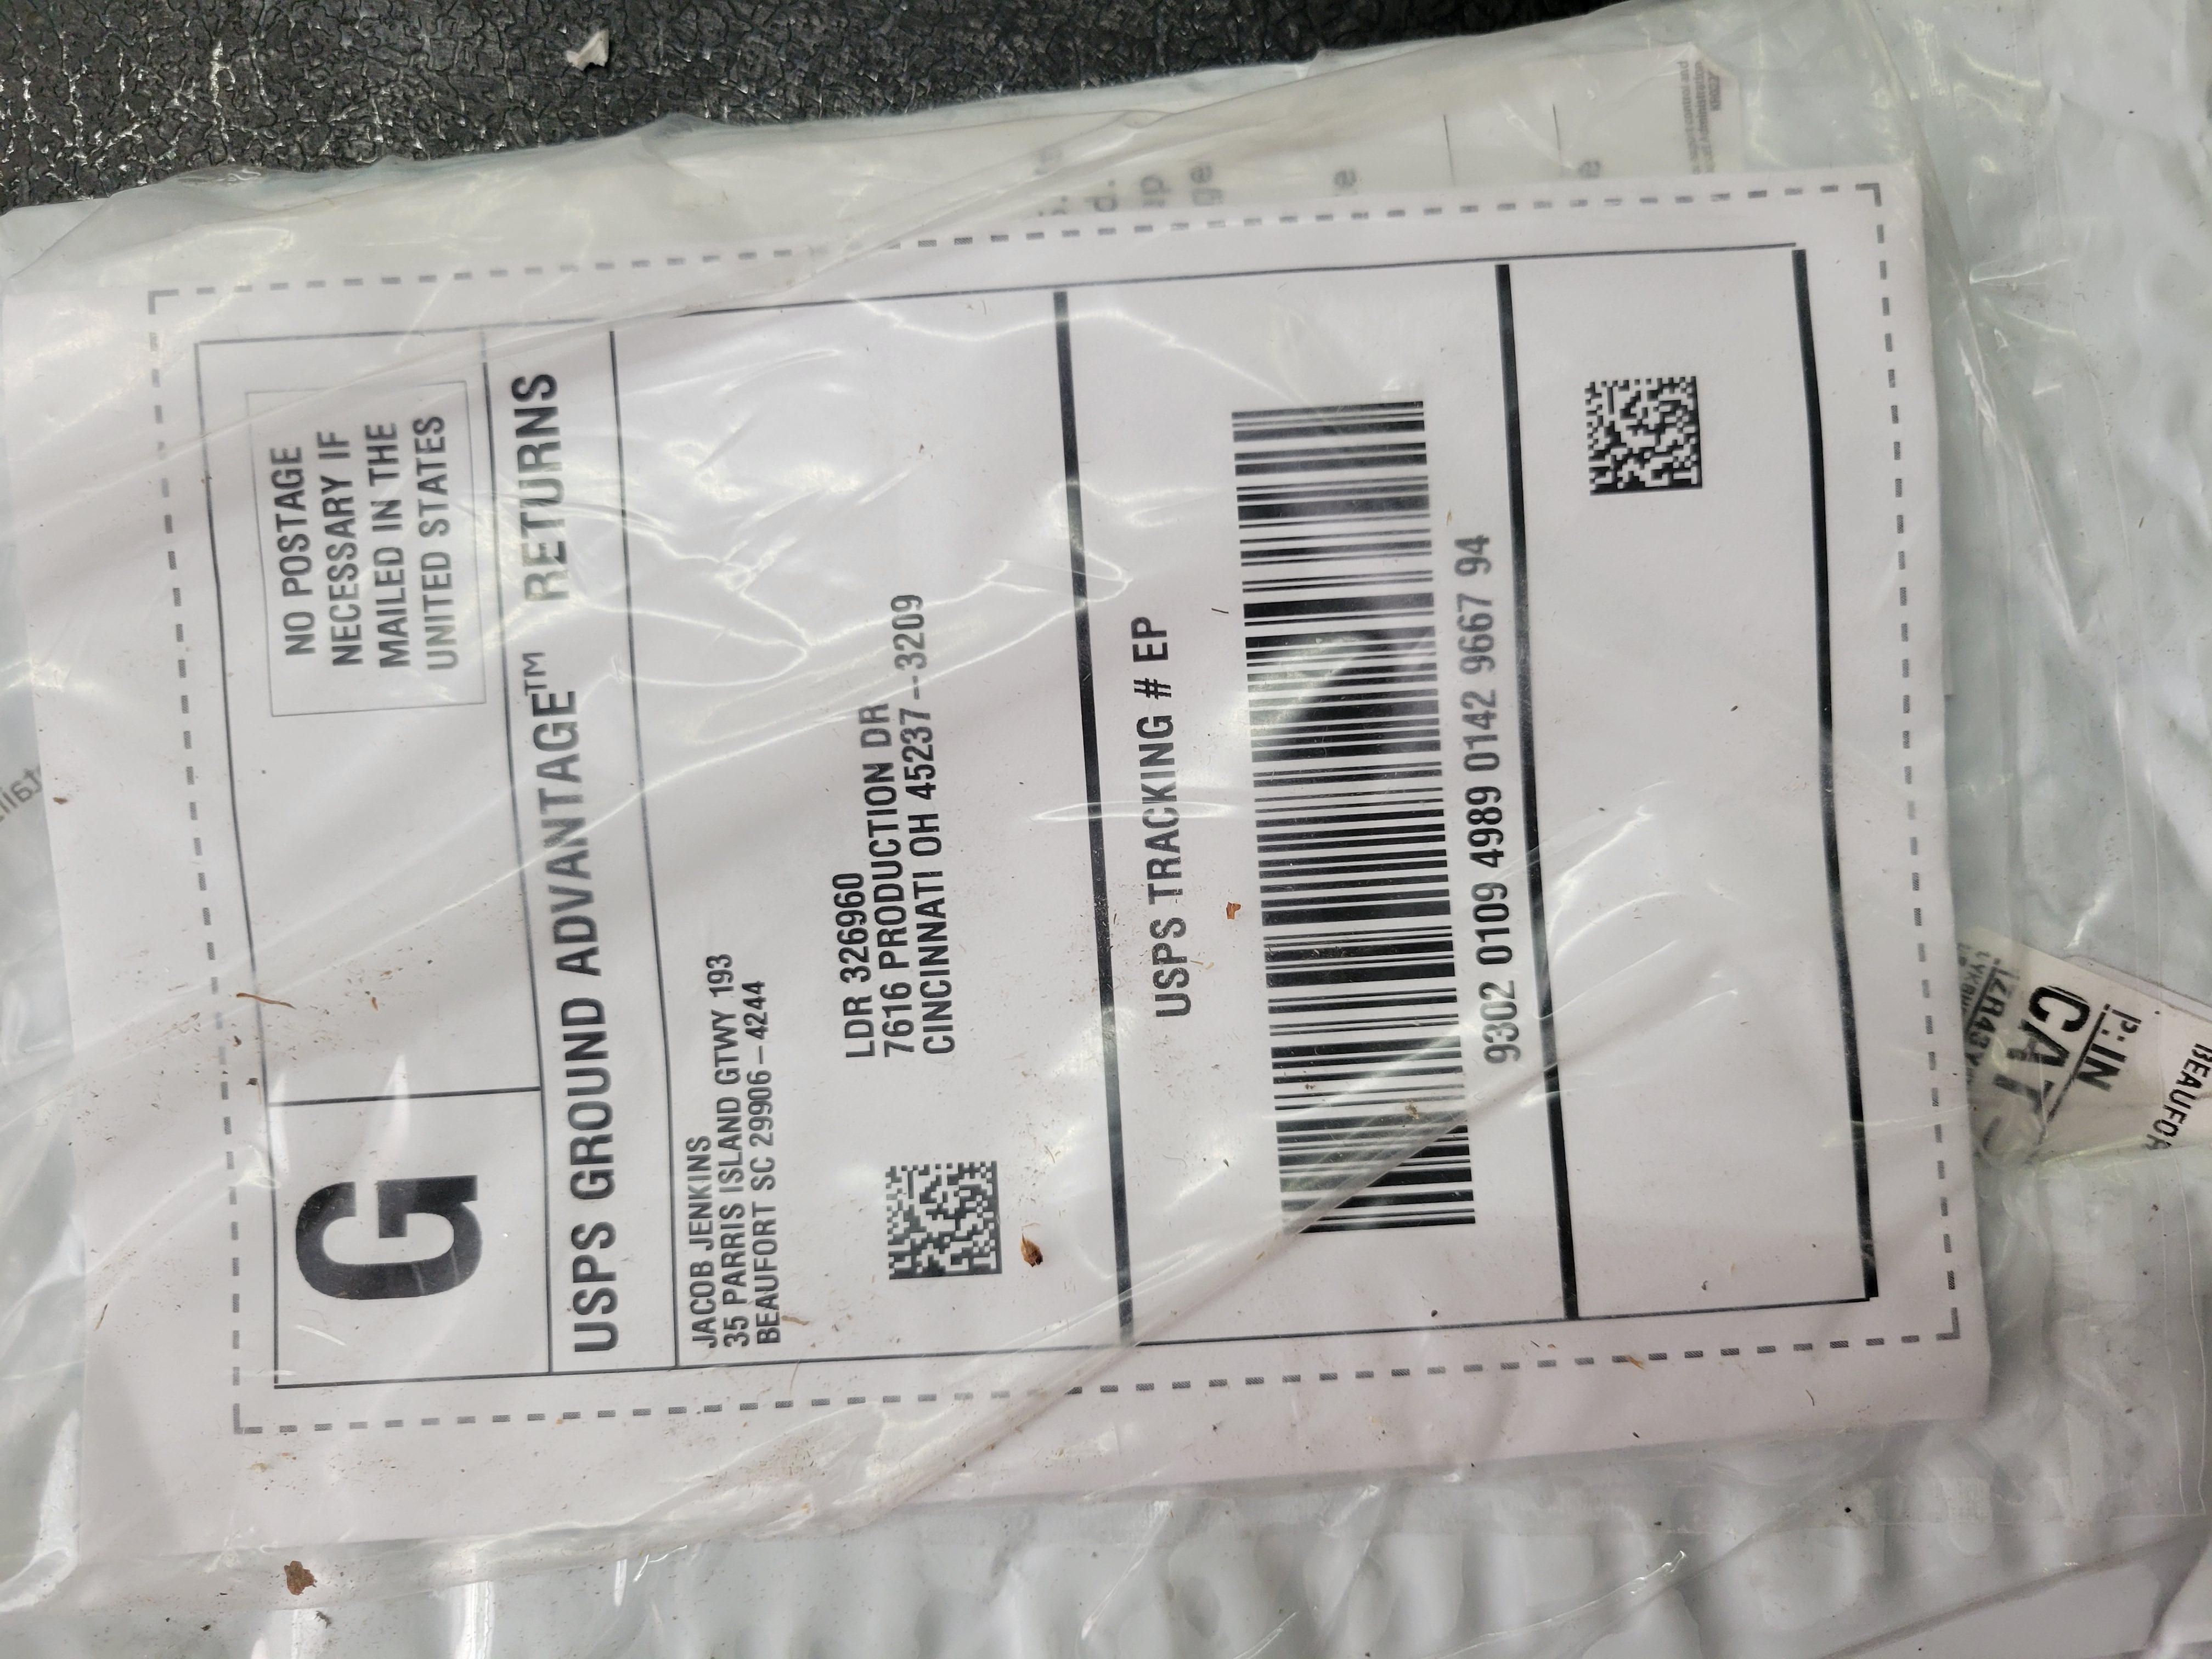 G
NO POSTAGE
NECESSARY IF
MAILED IN THE
UNITED STATES
USPS GROUND ADVANTAGE™ RETURNS
JACOB JENKINS
35 PARRIS ISLAND GTWY 193
BEAUFORT SC 29906-4244
LDR 326960
7616 PRODUCTION DR
CINCINNATI OH 45237-3209
USPS TRACKING # EP
9302 0109 4989 0142 9667 94
P: IN